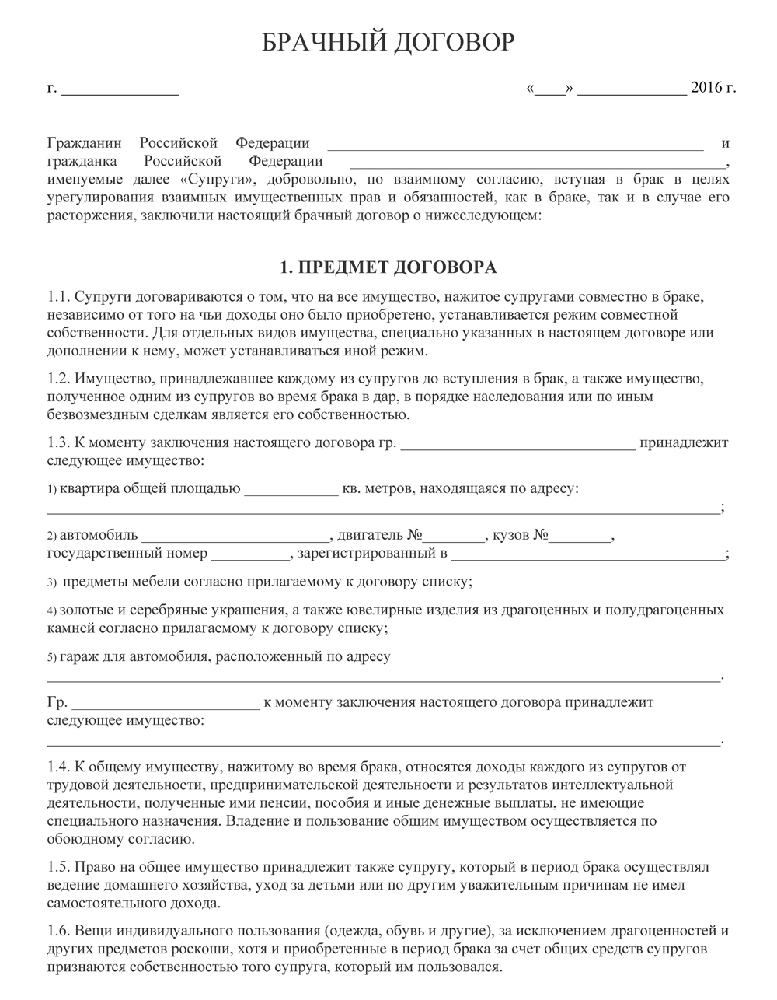 БРАЧНЫЙ ДОГОВОР
г. _______________ «____» ______________ 2016 г.
Гражданин Российской Федерации ________________________________________________ и
гражданка Российской Федерации ________________________________________________,
именуемые далее «Супруги», добровольно, по взаимному согласию, вступая в брак в целях
урегулирования взаимных имущественных прав и обязанностей, как в браке, так и в случае его
расторжения, заключили настоящий брачный договор о нижеследующем:
1. ПРЕДМЕТ ДОГОВОРА
1.1. Супруги договариваются о том, что на все имущество, нажитое супругами совместно в браке,
независимо от того на чьи доходы оно было приобретено, устанавливается режим совместной
собственности. Для отдельных видов имущества, специально указанных в настоящем договоре или
дополнении к нему, может устанавливаться иной режим.
1.2. Имущество, принадлежавшее каждому из супругов до вступления в брак, а также имущество,
полученное одним из супругов во время брака в дар, в порядке наследования или по иным
безвозмездным сделкам является его собственностью.
1.3. К моменту заключения настоящего договора гр. ______________________________ принадлежит
следующее имущество:
1) квартира общей площадью ____________ кв. метров, находящаяся по адресу:
______________________________________________________________________________________;
2) автомобиль ________________________, двигатель №________, кузов №________,
государственный номер __________, зарегистрированный в ___________________________________;
3) предметы мебели согласно прилагаемому к договору списку;
4) золотые и серебряные украшения, а также ювелирные изделия из драгоценных и полудрагоценных
камней согласно прилагаемому к договору списку;
5) гараж для автомобиля, расположенный по адресу
______________________________________________________________________________________.
Гр. ________________________ к моменту заключения настоящего договора принадлежит
следующее имущество:
______________________________________________________________________________________.
1.4. К общему имуществу, нажитому во время брака, относятся доходы каждого из супругов от
трудовой деятельности, предпринимательской деятельности и результатов интеллектуальной
деятельности, полученные ими пенсии, пособия и иные денежные выплаты, не имеющие
специального назначения. Владение и пользование общим имуществом осуществляется по
обоюдному согласию.
1.5. Право на общее имущество принадлежит также супругу, который в период брака осуществлял
ведение домашнего хозяйства, уход за детьми или по другим уважительным причинам не имел
самостоятельного дохода.
1.6. Вещи индивидуального пользования (одежда, обувь и другие), за исключением драгоценностей и
других предметов роскоши, хотя и приобретенные в период брака за счет общих средств супругов
признаются собственностью того супруга, который им пользовался.